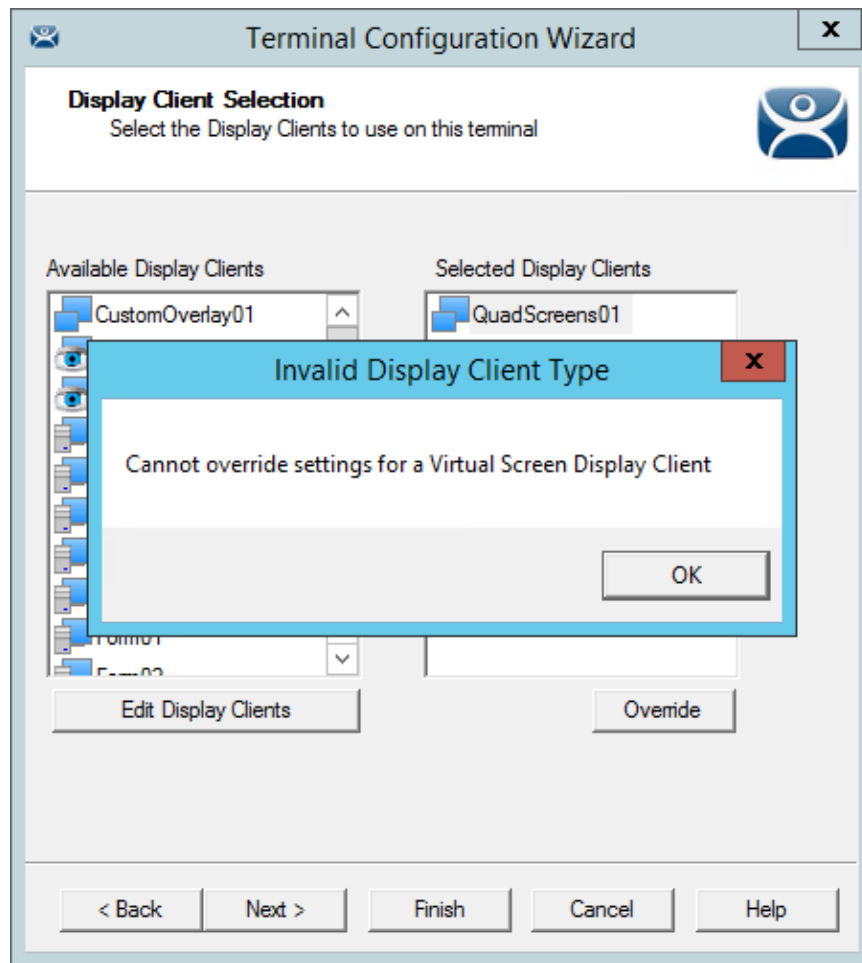 Terminal Configuration Wizard
x
Display Client Selection
Select the Display Clients to use on this terminal
Available Display Clients
Selected Display Clients
CustomOverlay01
QuadScreens01
Invalid Display Client Type
x
Cannot override settings for a Virtual Screen Display Client
OK
Edit Display Clients
Override
< Back
Next >
Finish
Cancel
Help